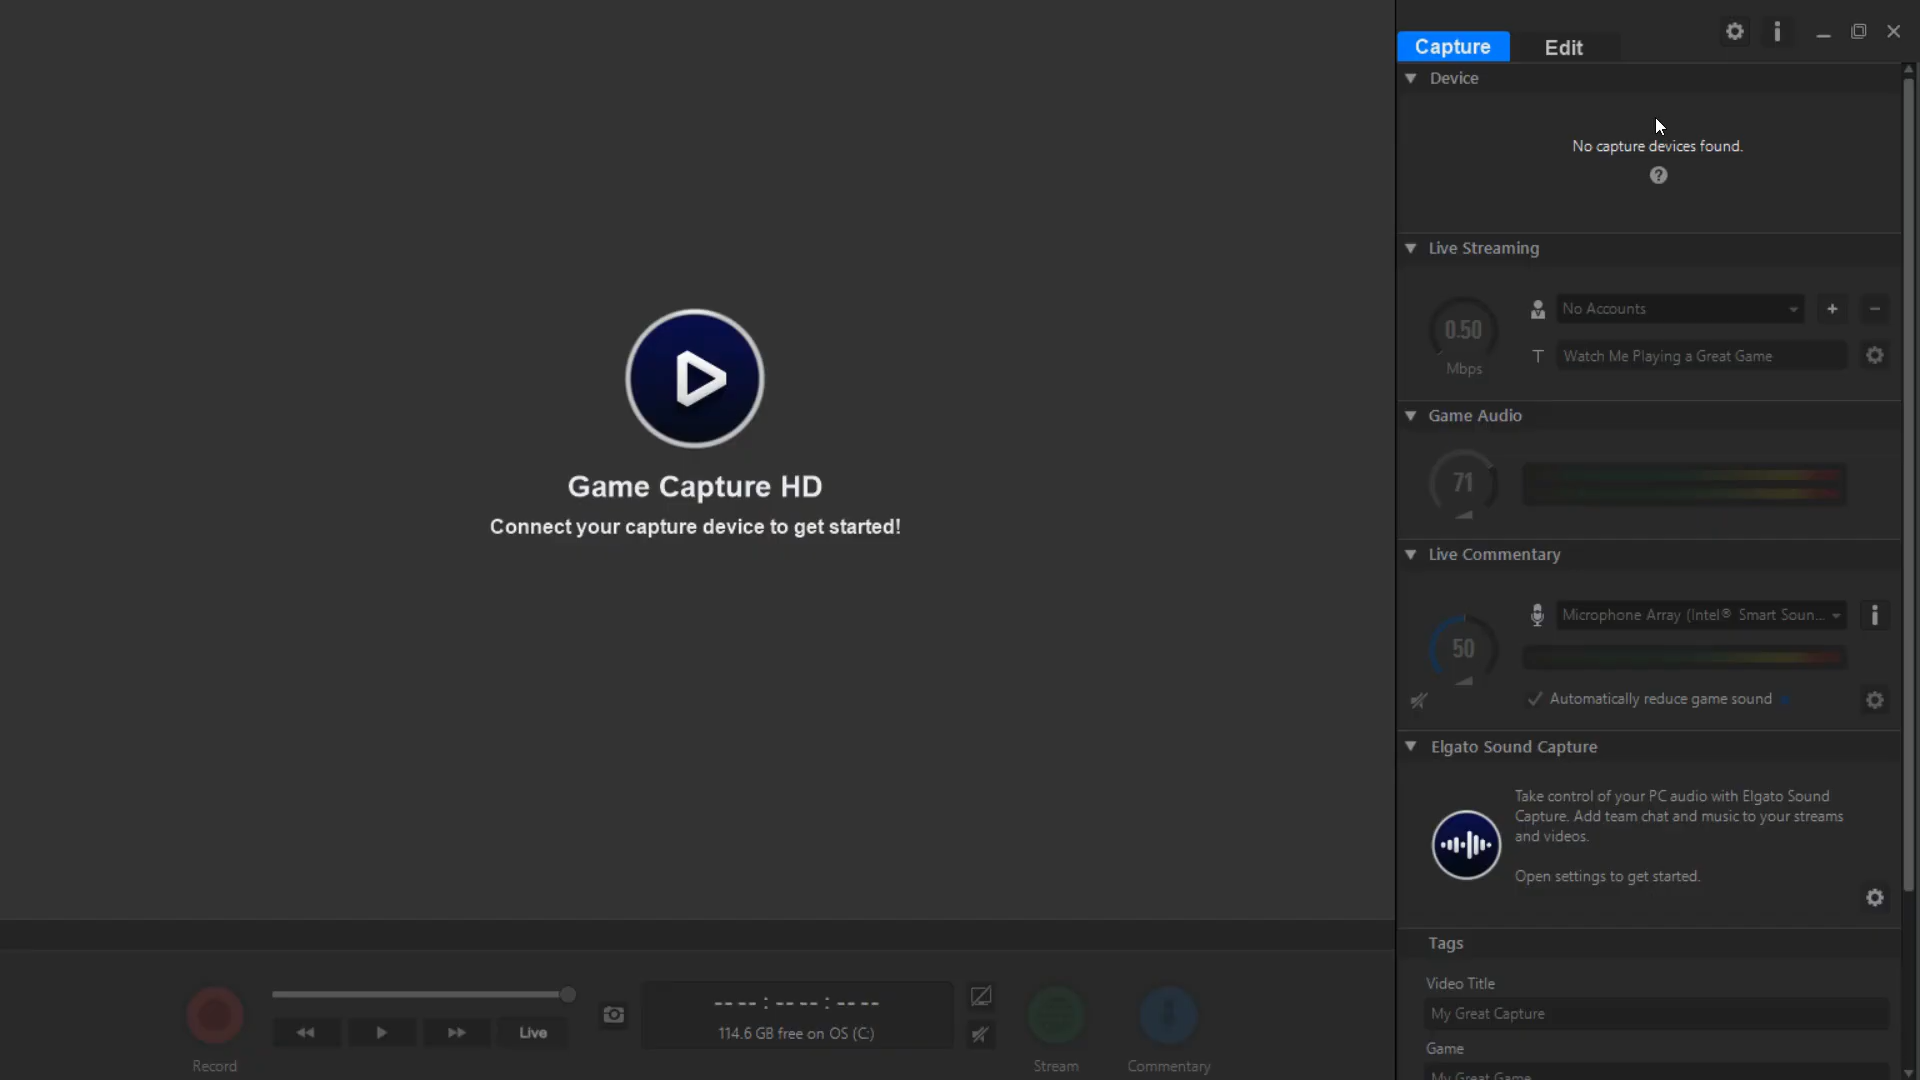 Capture
Edit
Device
No capture devices found.
Live Streaming
0.50
Mbps
No Accounts
T
Watch Me Playing a Great Game
Game Audio
71
Game Capture HD
Connect your capture device to get started!
Live Commentary
Microphone Array (Intel® Smart Soun...
50
Automatically reduce game sound
Elgato Sound Capture
Take control of your PC audio with Elgato Sound
Capture. Add team chat and music to your streams
and videos.
Open settings to get started.
Tags
Video Title
My Great Capture
Game
My Great Game
Live
-- -- : -- -- : -- --
114.6 GB free on OS (C:)
Record
Stream
Commentary